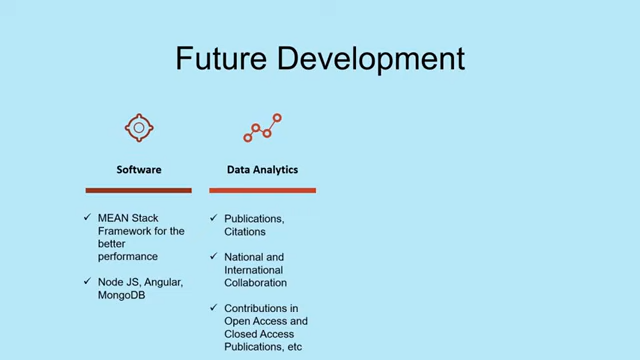 Future Development
Software
MEAN Stack
Framework for the
better
performance
Node JS, Angular,
MongoDB
Data Analytics
Publications,
Citations
National and
International
Collaboration
Contributions in
Open Access and
Closed Access
Publications, etc